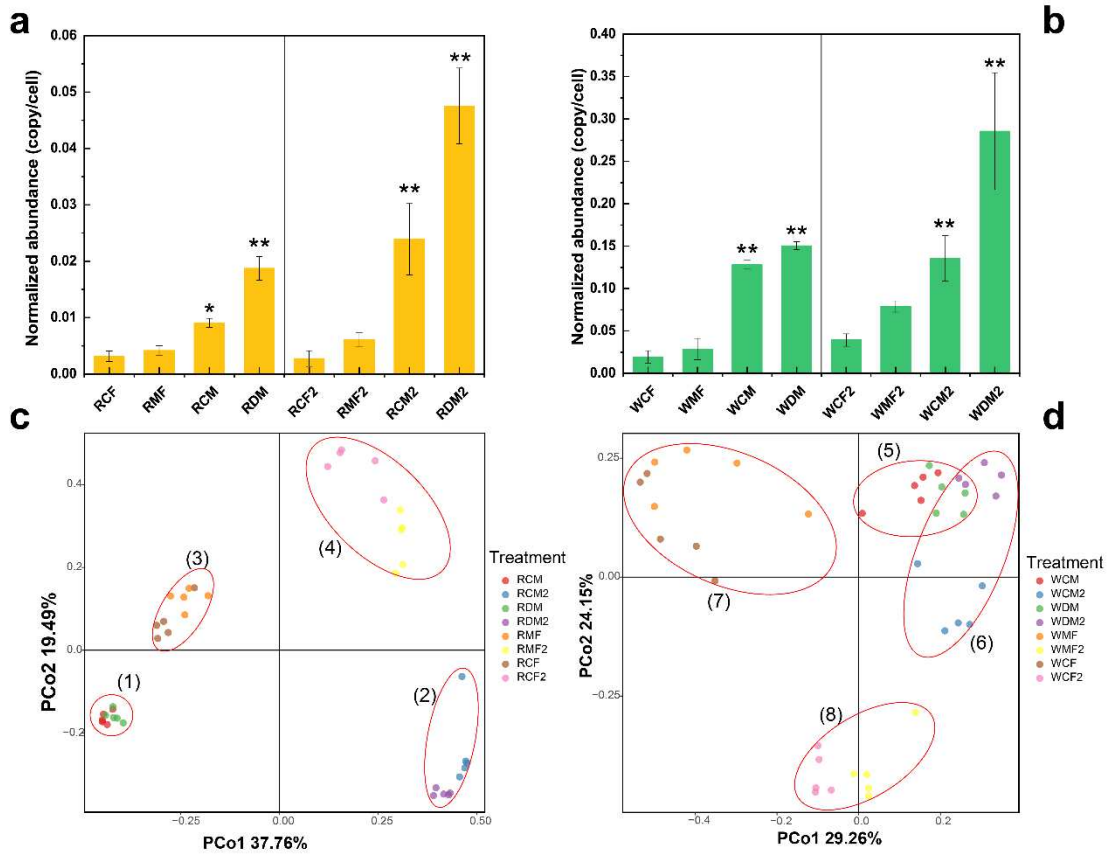 a
Normalized abundance (copy/cell)
0.06
0.05
0.04
0.03
0.02
0.01
0.00
*
**
**
**
RCF
RMF
RCM
RDM
RCF2
RMF2
RCM2
RDM2
b
Normalized abundance (copy/cell)
0.40
0.35
0.30
0.25
0.20
0.15
0.10
0.05
0.00
**
**
**
**
WCF
WMF
WCM
WDM
WCF2
WMF2
WCM2
WDM2
c
PCo2 19.49%
0.4
0.2
0.0
-0.2
(1)
(2)
(3)
(4)
−0.25
0.00
0.25
0.50
PCo1 37.76%
Treatment
RCM
RCM2
RDM
RDM2
RMF
RMF2
RCF
RCF2
d
PCo2 24.15%
0.25
0.00
−0.25
(5)
(6)
(7)
(8)
−0.4
−0.2
0.0
0.2
PCo1 29.26%
Treatment
WCM
WCM2
WDM
WDM2
WMF
WMF2
WCF
WCF2